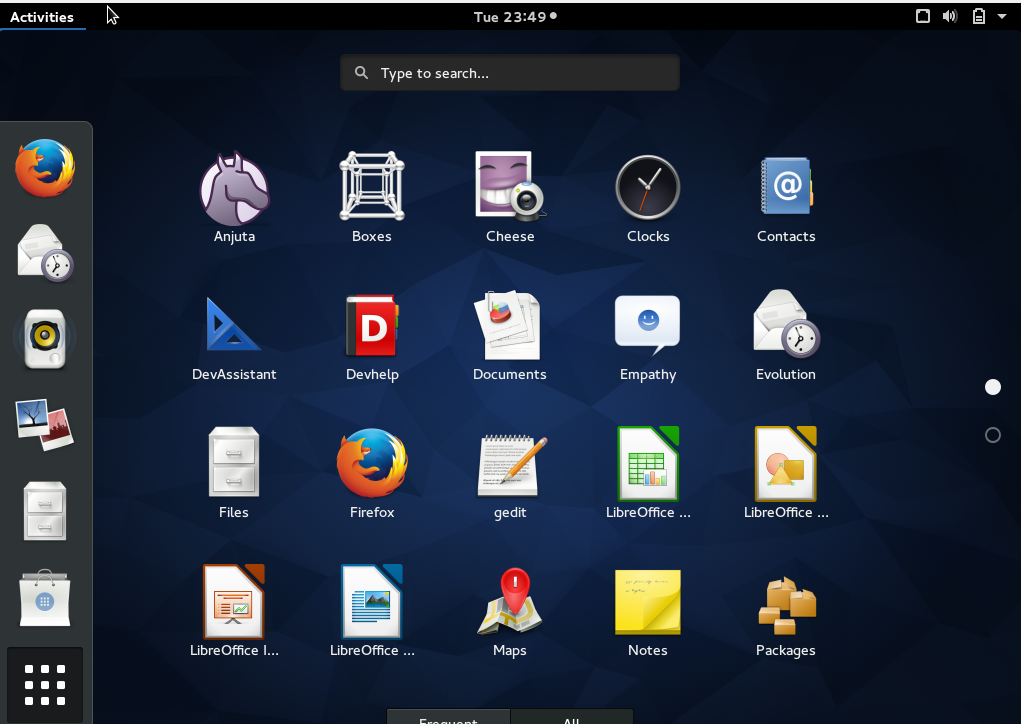 Activities
Tue 23:49
Type to search...
Anjuta
Boxes
Cheese
Clocks
Contacts
DevAssistant
Devhelp
Documents
Empathy
Evolution
Files
Firefox
gedit
LibreOffice ...
LibreOffice ...
LibreOffice I...
LibreOffice ...
Maps
Notes
Packages
Frequent
All